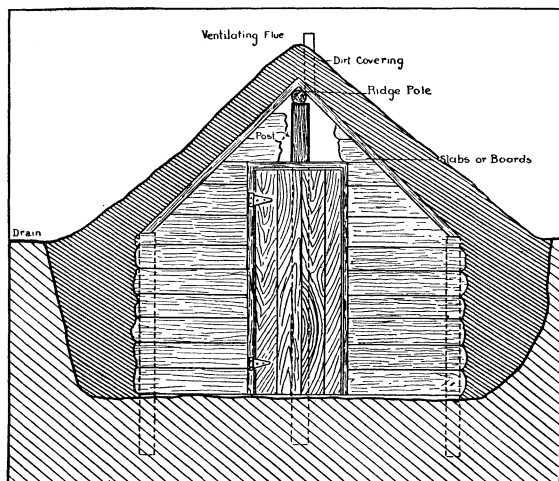 Ventilating Flue
Dirt Covering
Ridge Pole
Post
Slabs or Boards
Drain